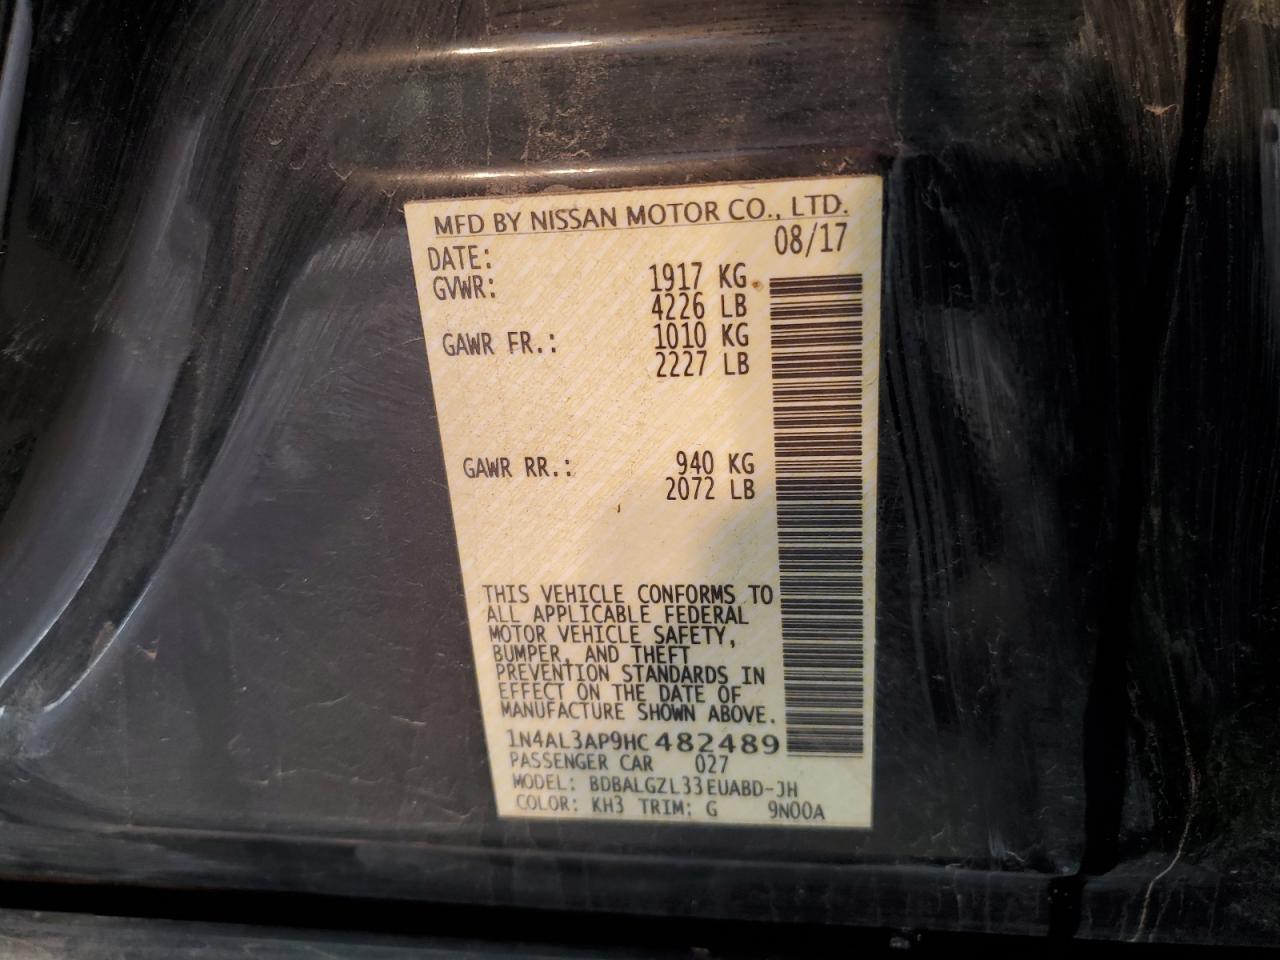 MFD BY NISSAN MOTOR CO., LTD.
DATE: 08/17
GVWR: 1917 KG
4226 LB
GAWR FR.: 1010 KG
2227 LB
GAWR RR.: 940 KG
2072 LB
THIS VEHICLE CONFORMS TO
ALL APPLICABLE FEDERAL
MOTOR VEHICLE SAFETY,
BUMPER, AND THEFT
PREVENTION STANDARDS IN
EFFECT ON THE DATE OF
MANUFACTURE SHOWN ABOVE.
1N4AL3AP9HC482489
PASSENGER CAR 027
MODEL: BDBALGZL33EUABD-JH
COLOR: KH3 TRIM: G 9N00A